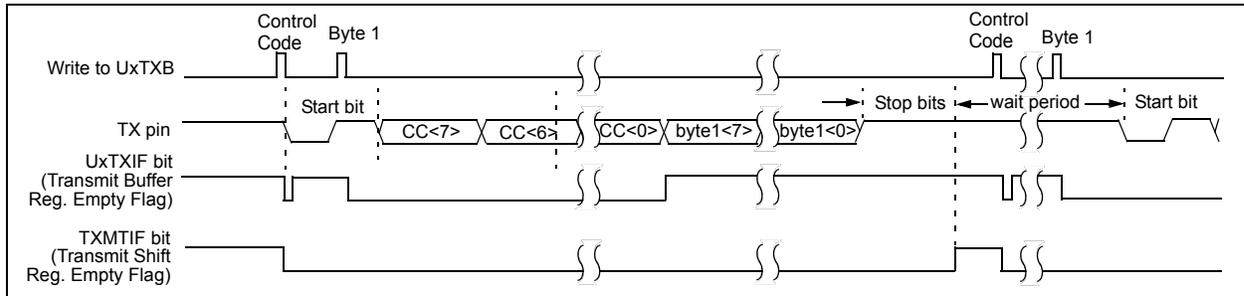 Control
Code
Byte 1
Control
Code
Byte 1
Write to UxTXB
Start bit
Stop bits
wait period
Start bit
TX pin
CC<7>
CC<6>
CC<0>
byte1<7>
byte1<0>
UxTXIF bit
(Transmit Buffer
Reg. Empty Flag)
TXMTIF bit
(Transmit Shift
Reg. Empty Flag)